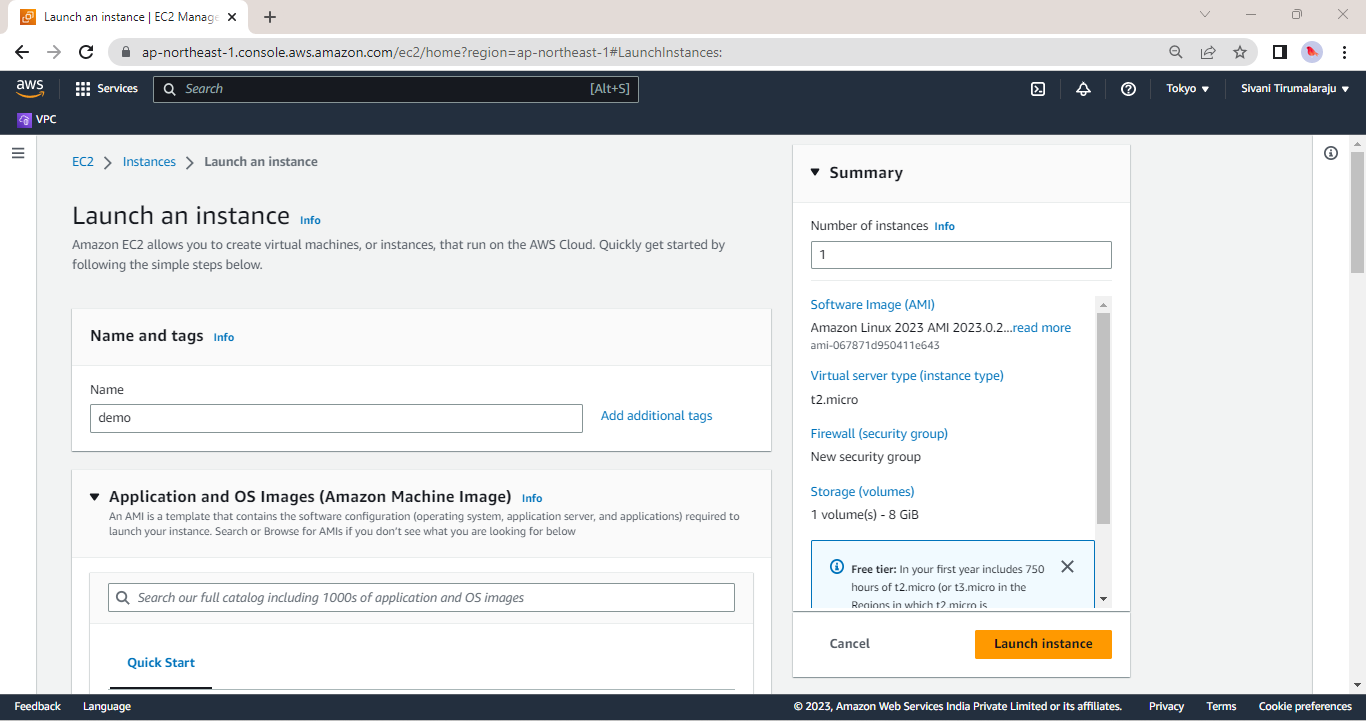 Launch an instance | EC2 Manage
ap-northeast-1.console.aws.amazon.com/ec2/home?region=ap-northeast-1#LaunchInstances:
aws
Services
Search
[Alt+S]
Tokyo
Sivani Tirumalaraju
VPC
EC2
Instances
Launch an instance
Launch an instance Info
Amazon EC2 allows you to create virtual machines, or instances, that run on the AWS Cloud. Quickly get started by
following the simple steps below.
Name and tags Info
Name
demo
Add additional tags
Application and OS Images (Amazon Machine Image) Info
An AMI is a template that contains the software configuration (operating system, application server, and applications) required to
launch your instance. Search or Browse for AMIs if you don't see what you are looking for below
Search our full catalog including 1000s of application and OS images
Quick Start
Summary
Number of instances Info
1
Software Image (AMI)
Amazon Linux 2023 AMI 2023.0.2...read more
ami-067871d950411e643
Virtual server type (instance type)
t2.micro
Firewall (security group)
New security group
Storage (volumes)
1 volume(s) - 8 GiB
Free tier: In your first year includes 750
hours of t2.micro (or t3.micro in the
Regions in which t2.micro is
Cancel
Launch instance
Feedback
Language
© 2023, Amazon Web Services India Private Limited or its affiliates.
Privacy
Terms
Cookie preferences